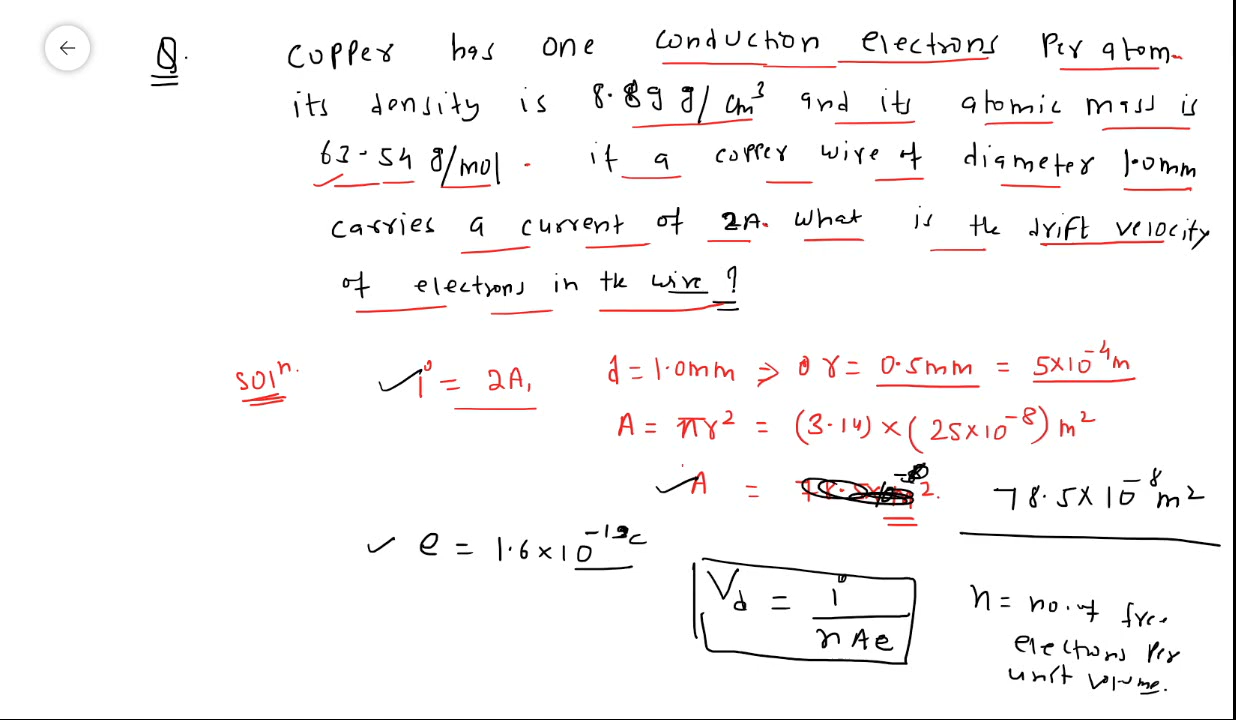 Q. Copper has one conduction electrons Per atom.
its density is 8.89 g/cm³ and its atomic mass is
63.54 g/mol. if a copper wire of diameter 1.0mm
carries a current of 2A. What is the drift velocity
of electrons in the wire ?
Solⁿ. i = 2A, d = 1.0mm ⇒ r = 0.5mm = 5×10⁻⁴m
A = πr² = (3.14) × (25×10⁻⁸) m²
A = 78.5×10⁻⁸m²
e = 1.6×10⁻¹⁹c
Vd = i / nAe
n = no. of free
electrons Per
unit volume.